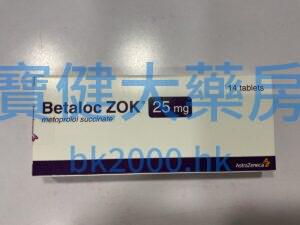 14 tablets
寶健大藥房
Betaloc ZOK 25 mg
metoprolol succinate
bk2000.hk
AstraZeneca